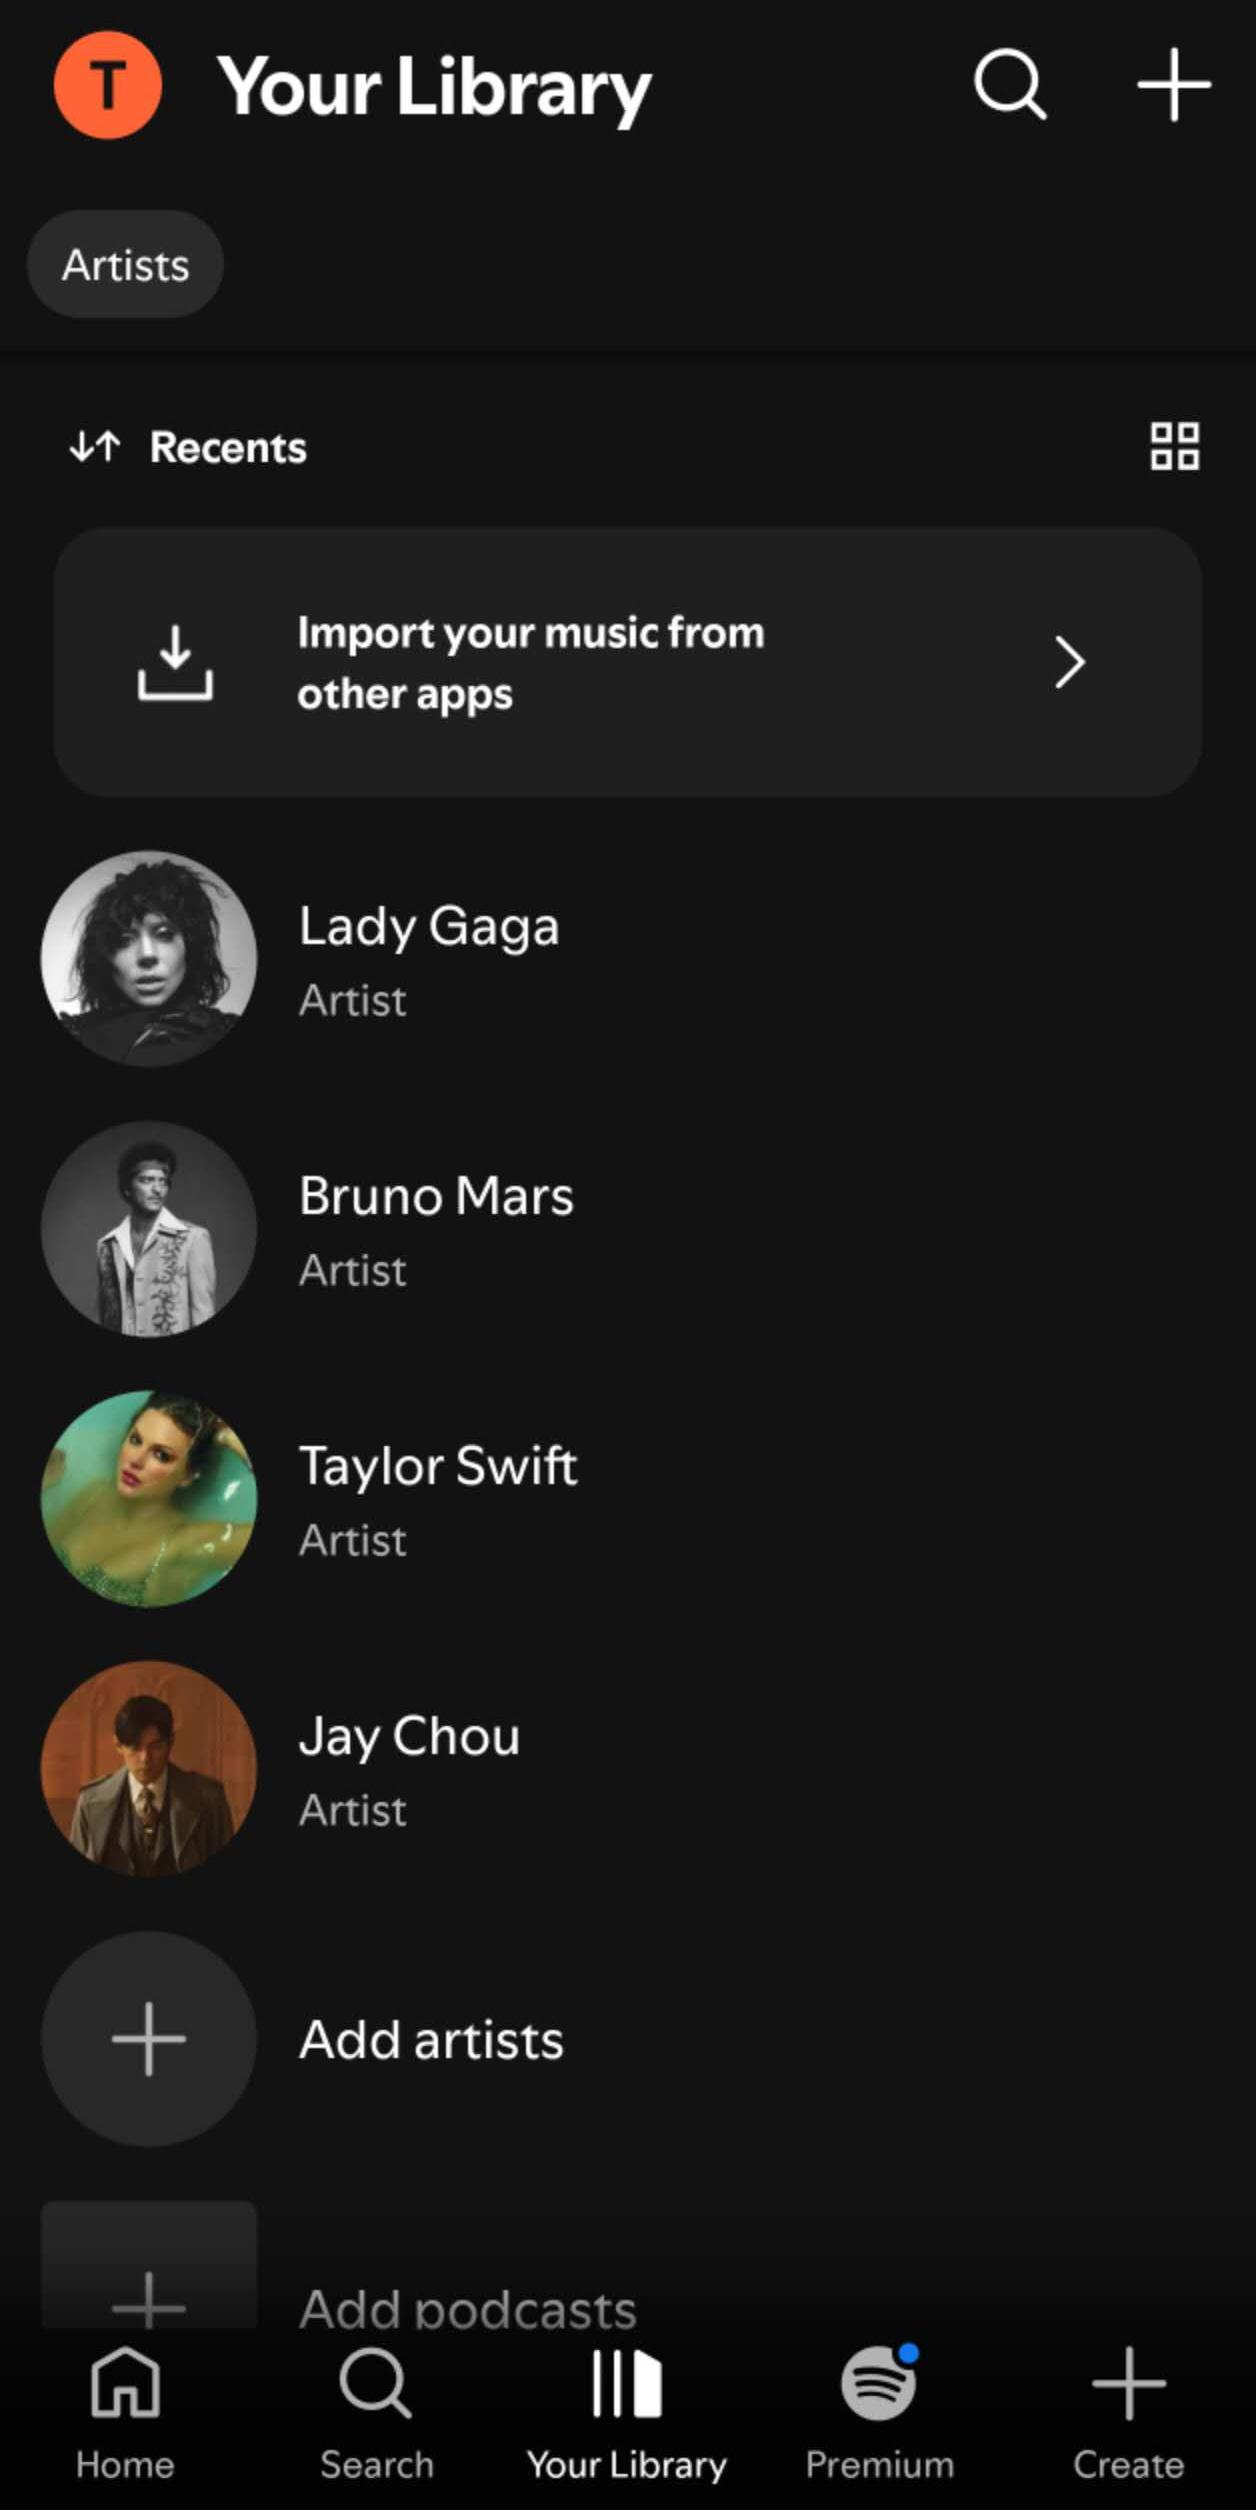 T
Your Library
Artists
Recents
Import your music from
other apps
Lady Gaga
Artist
Bruno Mars
Artist
Taylor Swift
Artist
Jay Chou
Artist
Add artists
Add podcasts
Home
Search
Your Library
Premium
Create